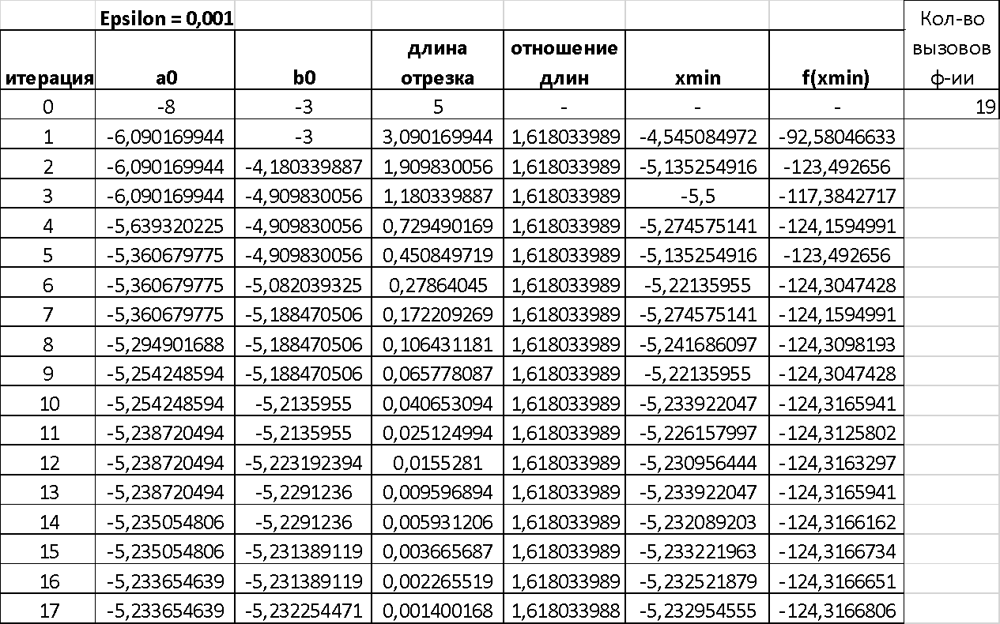 Epsilon = 0,001 Кол-во вызовов ф-ии
итерация a0 b0 длина отрезка отношение длин xmin f(xmin)
0 -8 -3 5 - - - 19
1 -6,090169944 -3 3,090169944 1,618033989 -4,545084972 -92,58046633
2 -6,090169944 -4,180339887 1,909830056 1,618033989 -5,135254916 -123,492656
3 -6,090169944 -4,909830056 1,180339887 1,618033989 -5,5 -117,3842717
4 -5,639320225 -4,909830056 0,729490169 1,618033989 -5,274575141 -124,1594991
5 -5,360679775 -4,909830056 0,450849719 1,618033989 -5,135254916 -123,492656
6 -5,360679775 -5,082039325 0,27864045 1,618033989 -5,22135955 -124,3047428
7 -5,360679775 -5,188470506 0,172209269 1,618033989 -5,274575141 -124,1594991
8 -5,294901688 -5,188470506 0,106431181 1,618033989 -5,241686097 -124,3098193
9 -5,254248594 -5,188470506 0,065778087 1,618033989 -5,22135955 -124,3047428
10 -5,254248594 -5,2135955 0,040653094 1,618033989 -5,233922047 -124,3165941
11 -5,238720494 -5,2135955 0,025124994 1,618033989 -5,226157997 -124,3125802
12 -5,238720494 -5,223192394 0,0155281 1,618033989 -5,230956444 -124,3163297
13 -5,238720494 -5,2291236 0,009596894 1,618033989 -5,233922047 -124,3165941
14 -5,235054806 -5,2291236 0,005931206 1,618033989 -5,232089203 -124,3166162
15 -5,235054806 -5,231389119 0,003665687 1,618033989 -5,233221963 -124,3166734
16 -5,233654639 -5,231389119 0,002265519 1,618033989 -5,232521879 -124,3166651
17 -5,233654639 -5,232254471 0,001400168 1,618033988 -5,232954555 -124,3166806